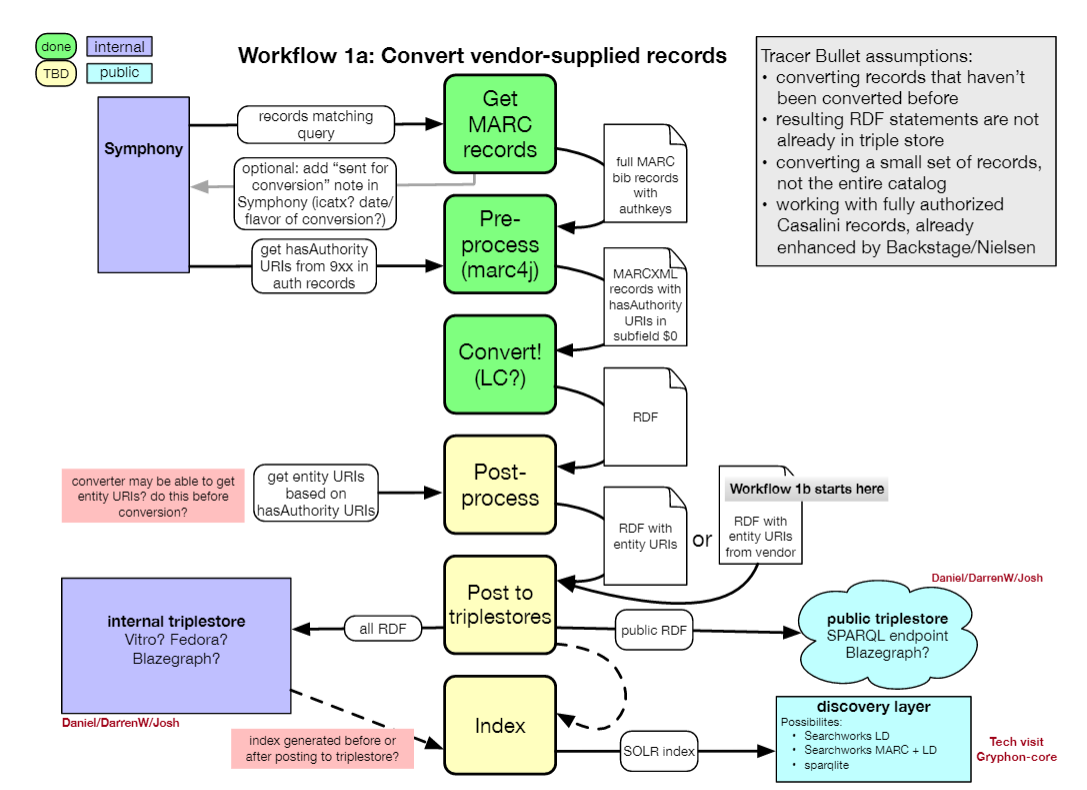 done
internal
TBD
public
Workflow 1a: Convert vendor-supplied records
Tracer Bullet assumptions:
• converting records that haven't
been converted before
• resulting RDF statements are not
already in triple store
• converting a small set of records,
not the entire catalog
• working with fully authorized
Casalini records, already
enhanced by Backstage/Nielsen
Symphony
records matching
query
Get
MARC
records
full MARC
bib records
with
authkeys
optional: add "sent for
conversion" note in
Symphony (icatx? date/
flavor of conversion?)
Pre-
process
(marc4j)
get hasAuthority
URIs from 9xx in
auth records
MARCXML
records with
hasAuthority
URIs in
subfield $0
Convert!
(LC?)
RDF
converter may be able to get
entity URIs? do this before
conversion?
get entity URIs
based on
hasAuthority URIs
Post-
process
RDF with
entity URIs
or
Workflow 1b starts here
RDF with
entity URIs
from vendor
Daniel/DarrenW/Josh
internal triplestore
Vitro? Fedora?
Blazegraph?
all RDF
Post to
triplestores
public RDF
public triplestore
SPARQL endpoint
Blazegraph?
Daniel/DarrenW/Josh
index generated before or
after posting to triplestore?
Index
SOLR index
discovery layer
Possibilites:
• Searchworks LD
• Searchworks MARC + LD
• sparqlite
Tech visit
Gryphon-core